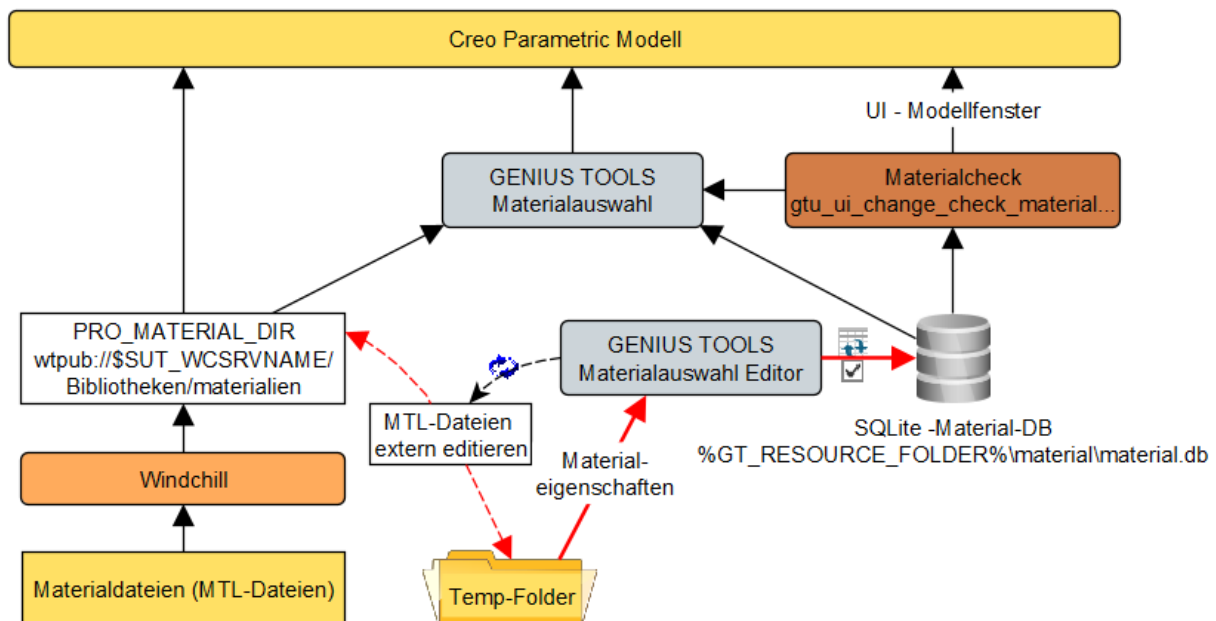 Creo Parametric Modell
UI - Modellfenster
GENIUS TOOLS
Materialauswahl
Materialcheck
gtu_ui_change_check_material...
PRO_MATERIAL_DIR
wtpub://$SUT_WCSRVNAME/
Bibliotheken/materialien
GENIUS TOOLS
Materialauswahl Editor
MTL-Dateien
extern editieren
SQLite -Material-DB
%GT_RESOURCE_FOLDER%\material\material.db
Material-
eigenschaften
Windchill
Materialdateien (MTL-Dateien)
Temp-Folder